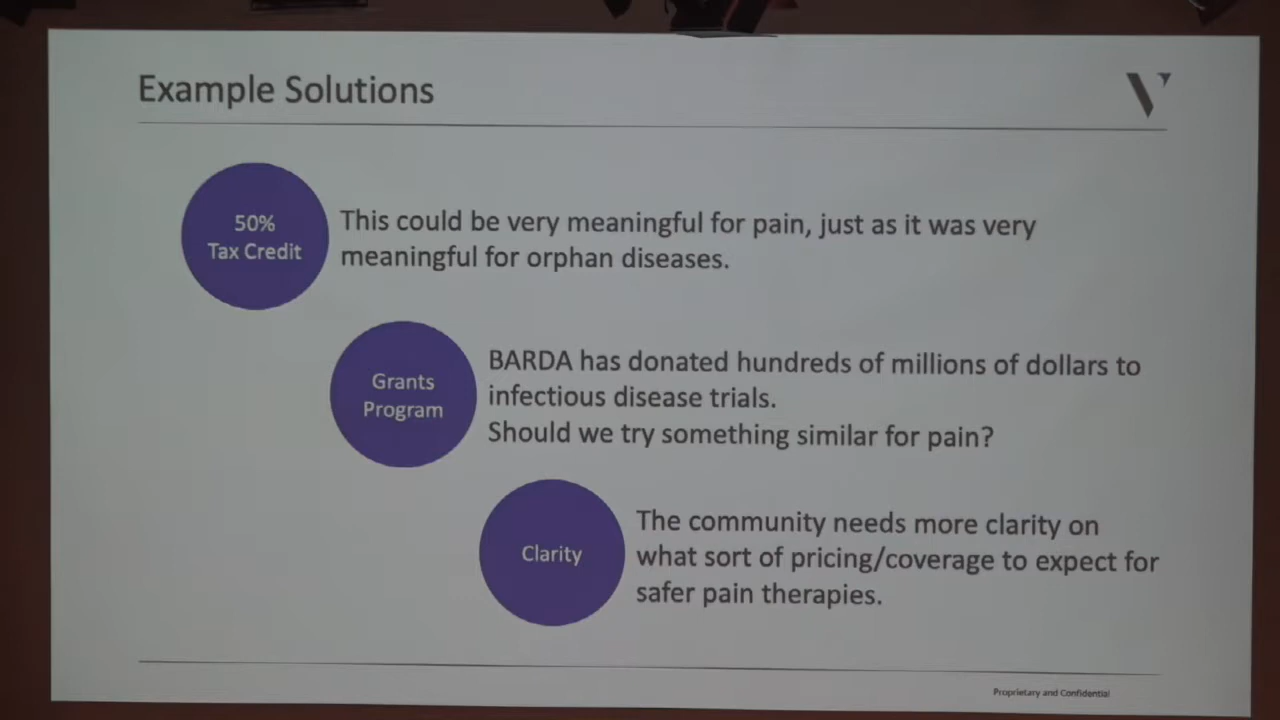 Example Solutions
50%
Tax Credit
This could be very meaningful for pain, just as it was very
meaningful for orphan diseases.
Grants
Program
BARDA has donated hundreds of millions of dollars to
infectious disease trials.
Should we try something similar for pain?
Clarity
The community needs more clarity on
what sort of pricing/coverage to expect for
safer pain therapies.
Proprietary and Confidential